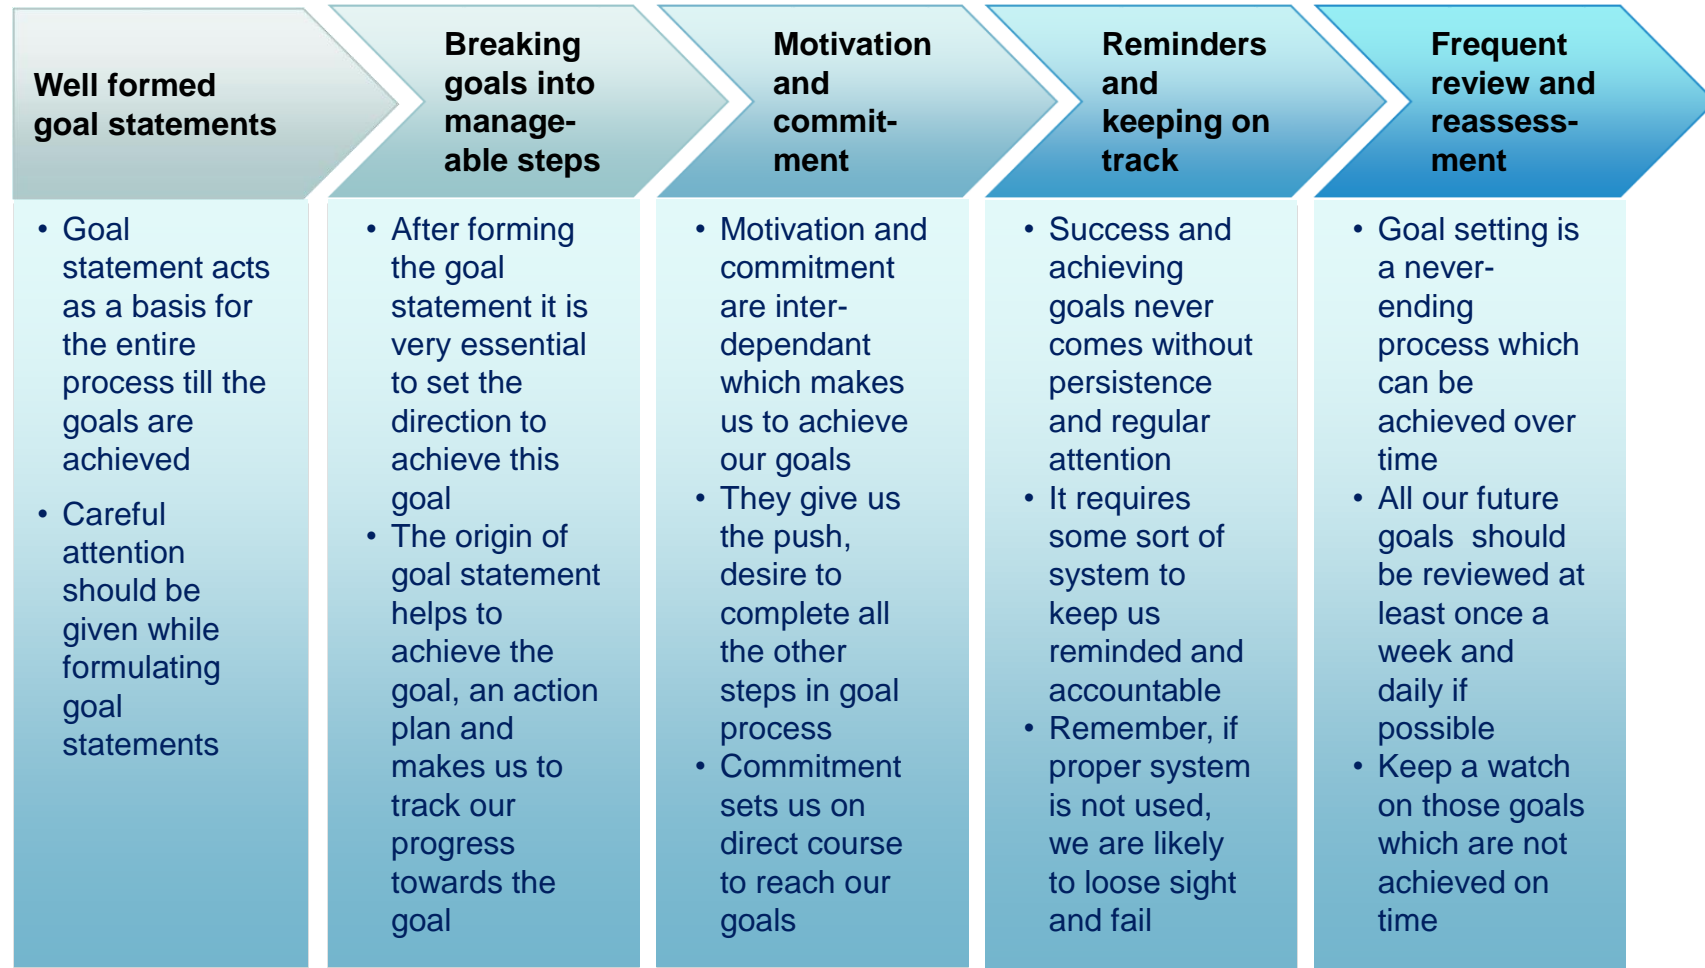 Well formed
goal statements
Breaking
goals into
manage-
able steps
Motivation
and
commit-
ment
Reminders
and
keeping on
track
Frequent
review and
reassess-
ment
• Goal
statement acts
as a basis for
the entire
process till the
goals are
achieved
• Careful
attention
should be
given while
formulating
goal
statements
• After forming
the goal
statement it is
very essential
to set the
direction to
achieve this
goal
• The origin of
goal statement
helps to
achieve the
goal, an action
plan and
makes us to
track our
progress
towards the
goal
• Motivation and
commitment
are inter-
dependant
which makes
us to achieve
our goals
• They give us
the push,
desire to
complete all
the other
steps in goal
process
• Commitment
sets us on
direct course
to reach our
goals
• Success and
achieving
goals never
comes without
persistence
and regular
attention
• It requires
some sort of
system to
keep us
reminded and
accountable
• Remember, if
proper system
is not used,
we are likely
to loose sight
and fail
• Goal setting is
a never-
ending
process which
can be
achieved over
time
• All our future
goals  should
be reviewed at
least once a
week and
daily if
possible
• Keep a watch
on those goals
which are not
achieved on
time